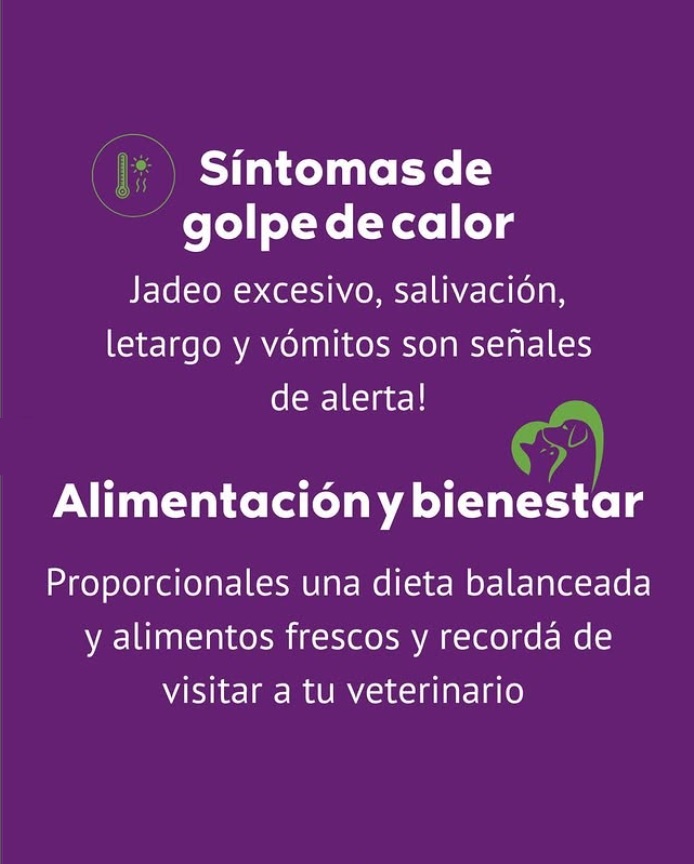 Síntomas de
golpe de calor
Jadeo excesivo, salivación,
letargo y vómitos son señales
de alerta!
Alimentación y bienestar
Proporcionales una dieta balanceada
y alimentos frescos y recordá de
visitar a tu veterinario